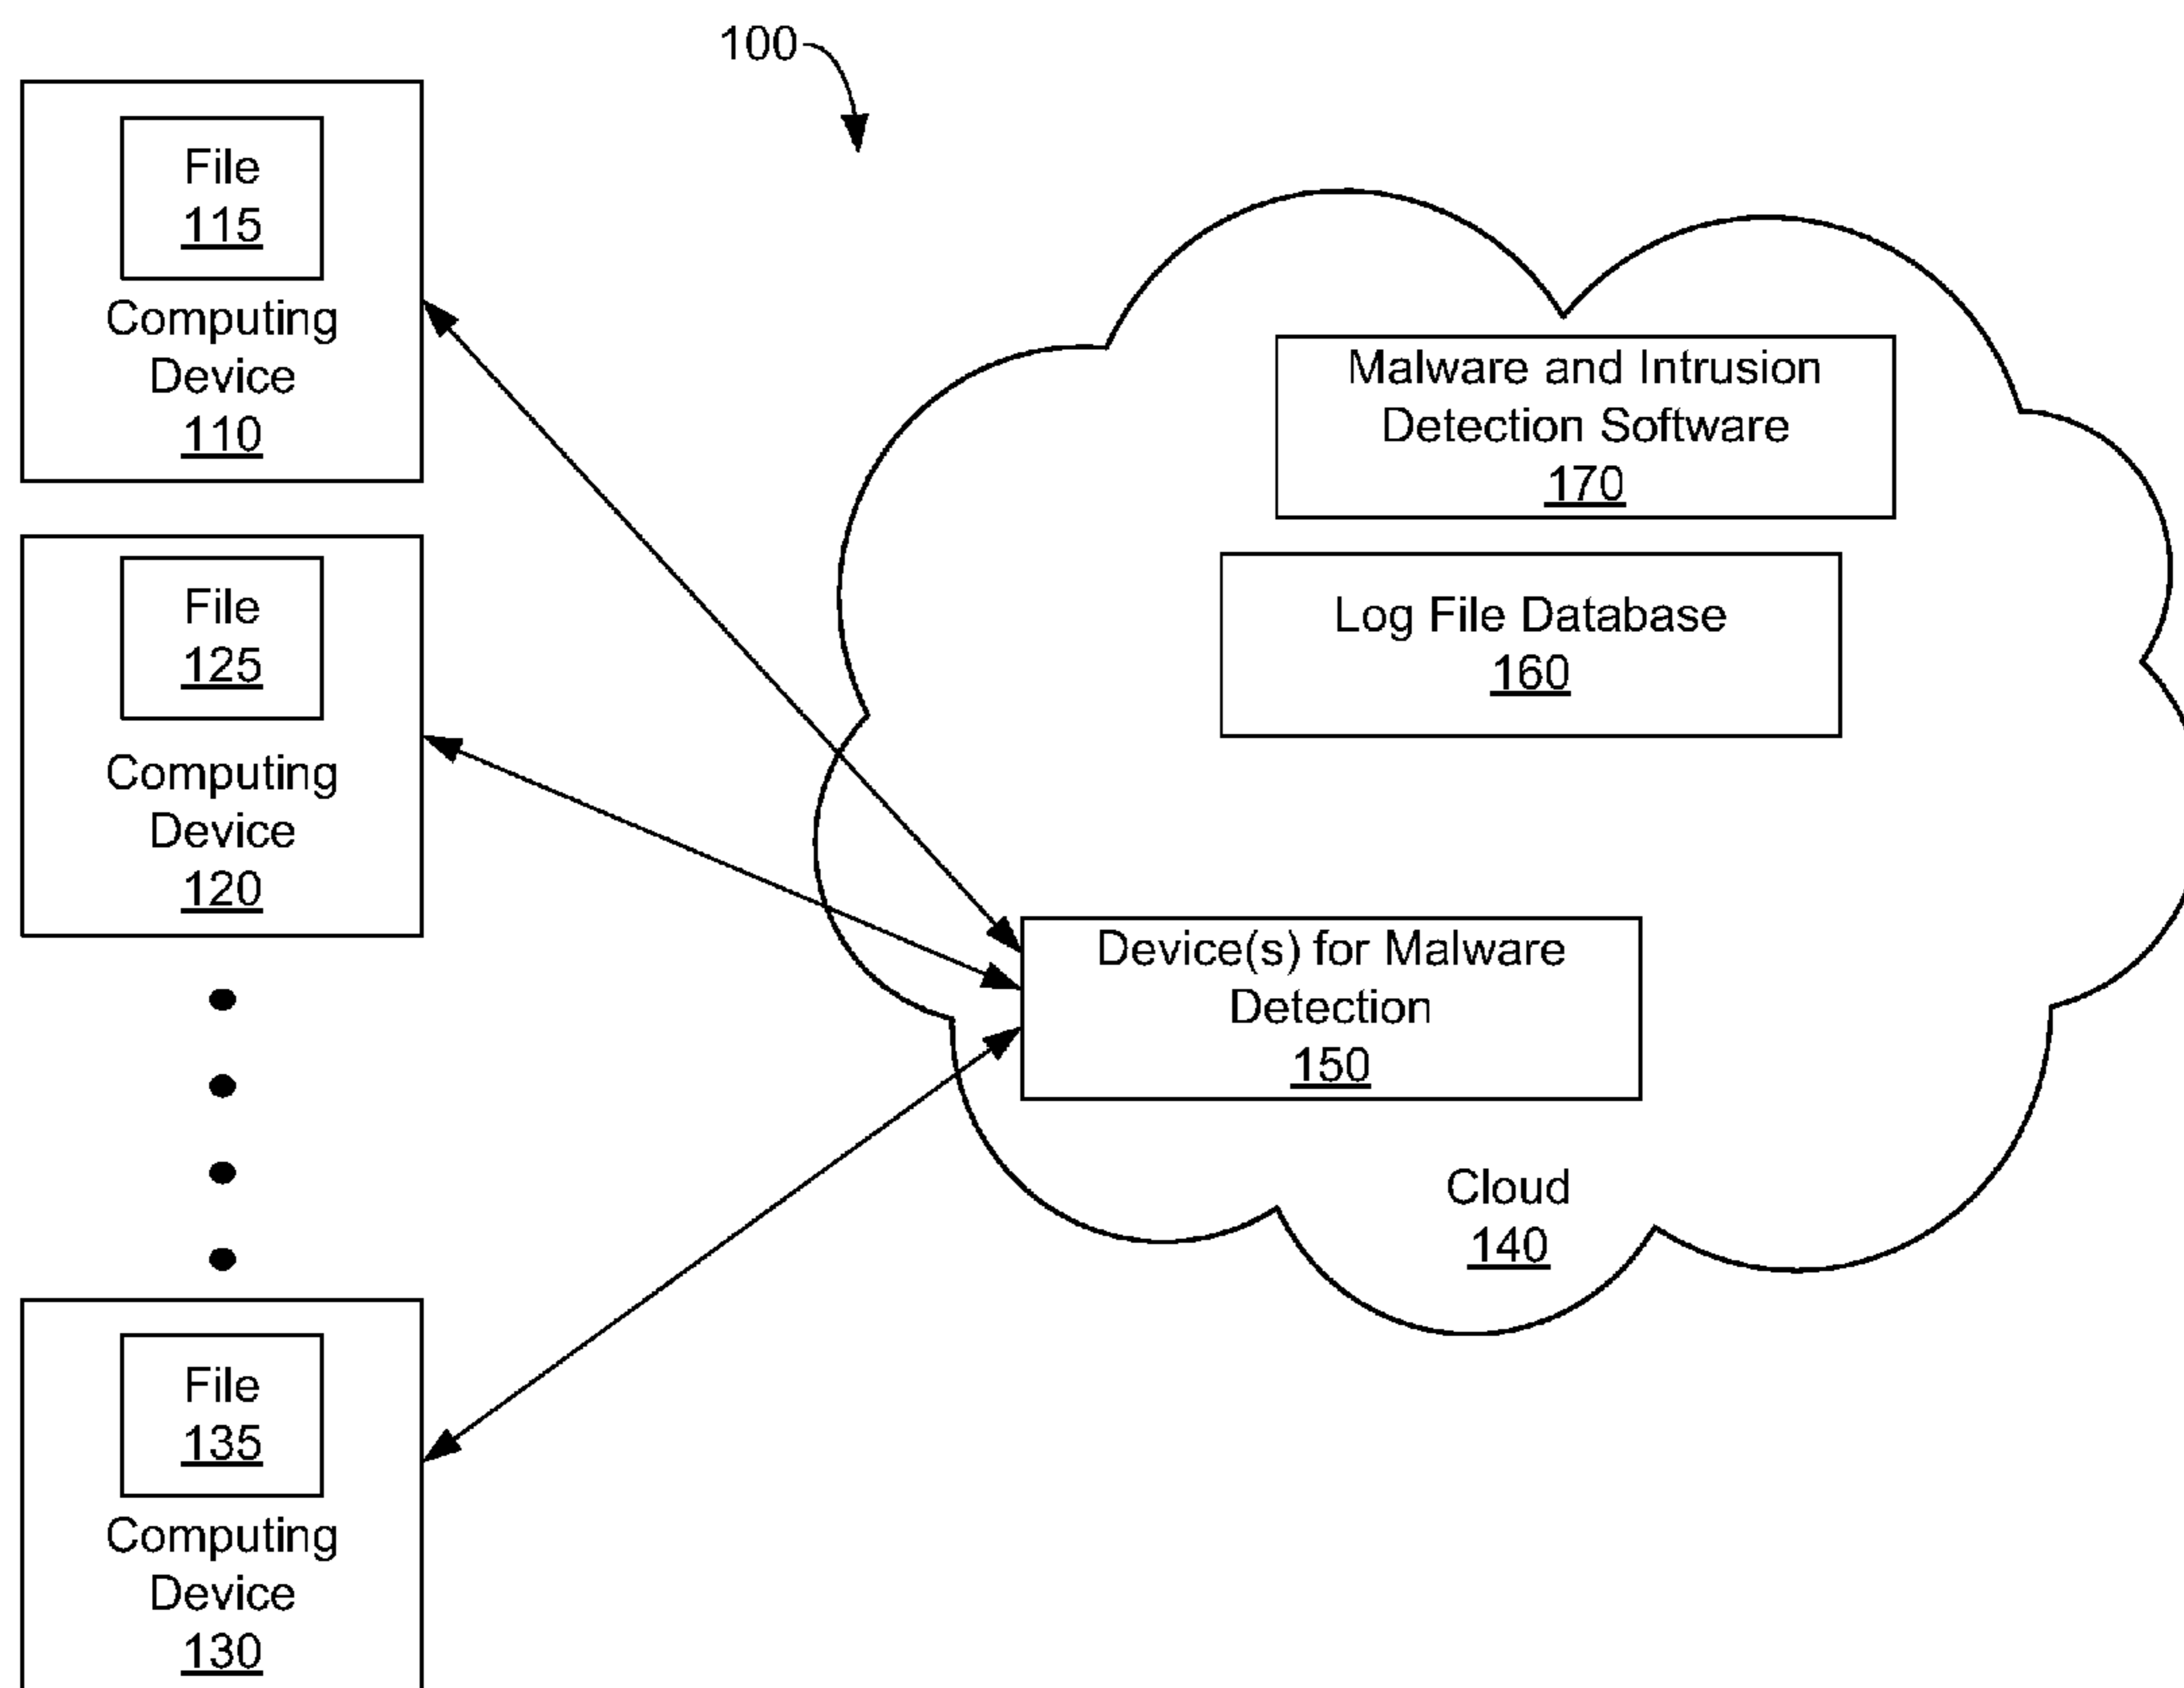 100
File
115
Computing
Device
110
File
125
Computing
Device
120
File
135
Computing
Device
130
Malware and Intrusion
Detection Software
170
Log File Database
160
Device(s) for Malware
Detection
150
Cloud
140